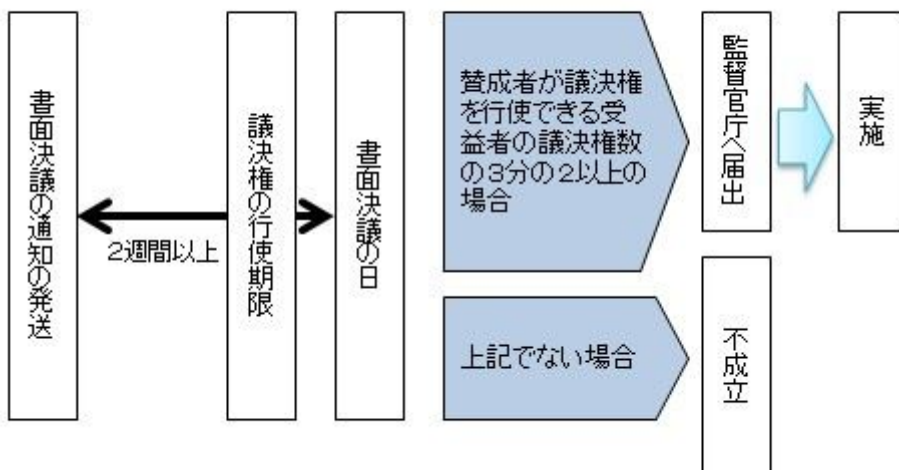 書面決議の通知の発送
2週間以上
議決権の行使期限
書面決議の日
賛成者が議決権
を行使できる受
益者の議決権数
の3分の2以上の
場合
監督官庁へ届出
実施
上記でない場合
不成立